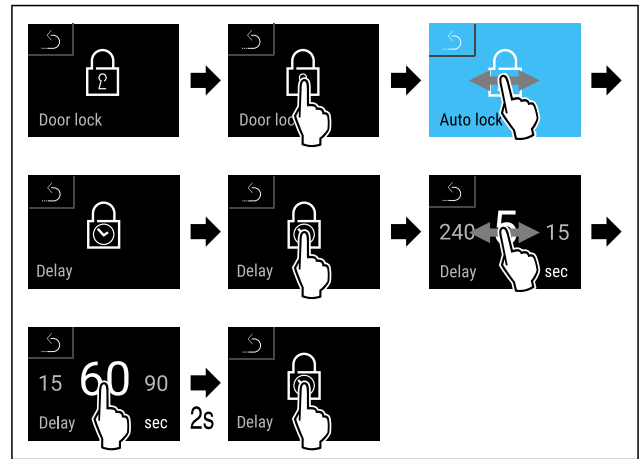 Door lock
Door loc
Auto lock
Delay
Delay
240 5 15
Delay sec
15 60 90
Delay sec
2s
Delay